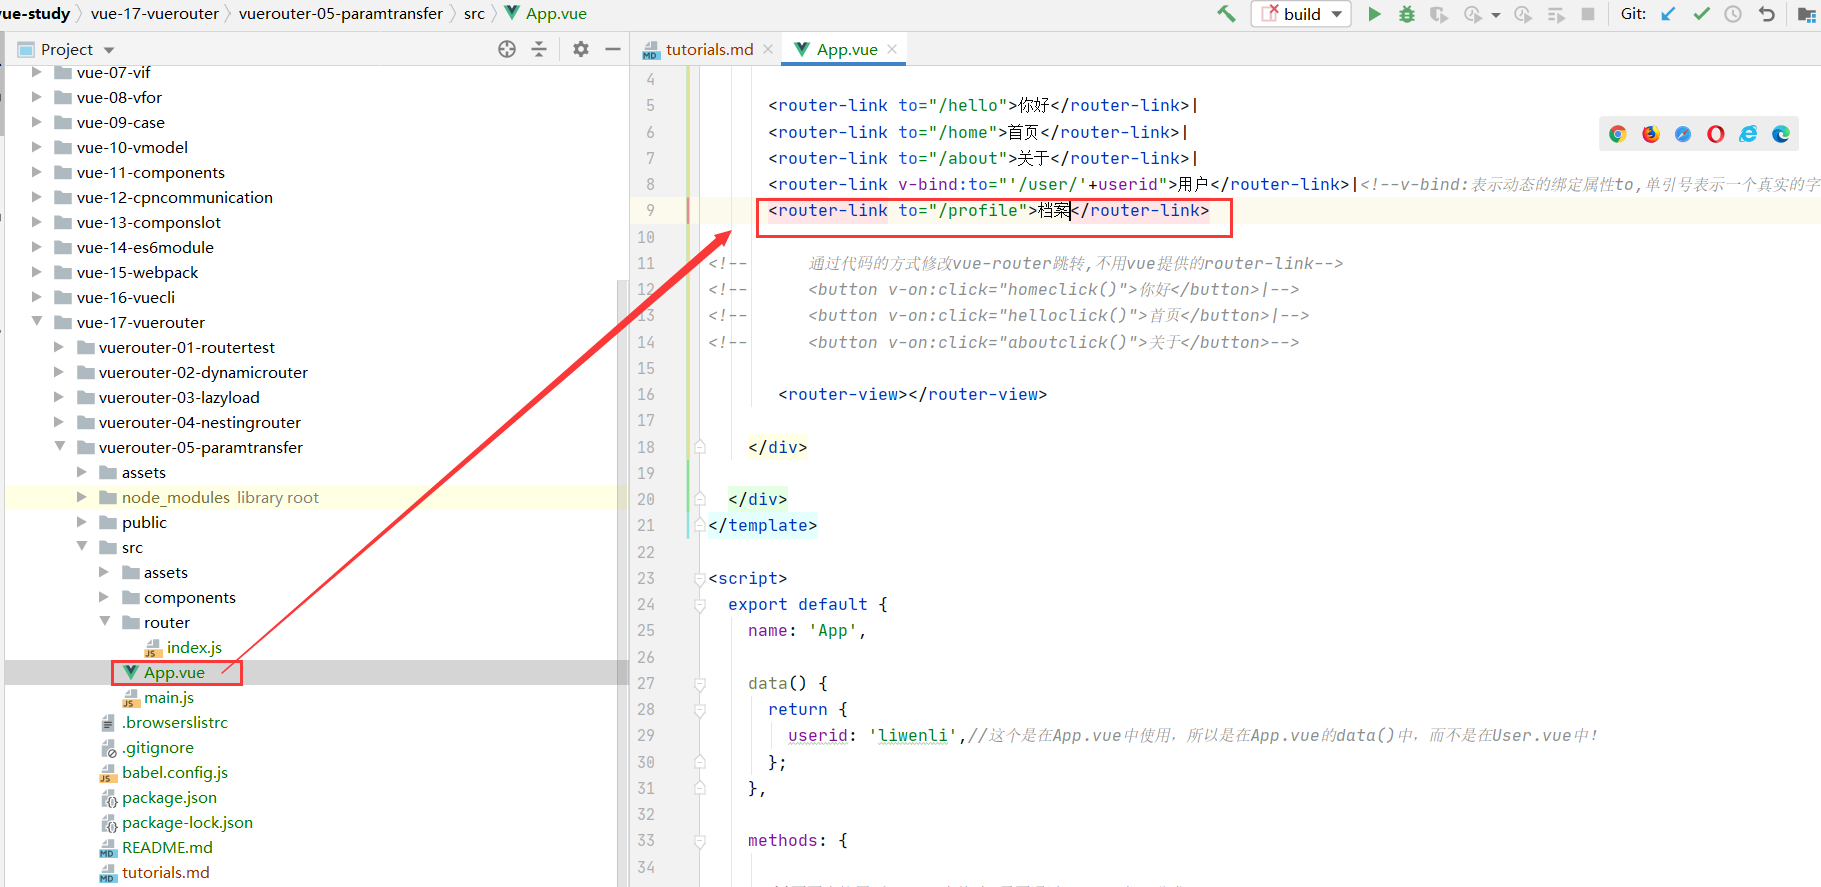 vue-study
vue-17-vuerouter
vuerouter-05-paramtransfer
src
App.vue
build
Git:
Project
tutorials.md
App.vue
vue-07-vif
vue-08-vfor
vue-09-case
vue-10-vmodel
vue-11-components
vue-12-cpncommunication
vue-13-componslot
vue-14-es6module
vue-15-webpack
vue-16-vuecli
vue-17-vuerouter
vuerouter-01-routertest
vuerouter-02-dynamicrouter
vuerouter-03-lazyload
vuerouter-04-nestingrouter
vuerouter-05-paramtransfer
assets
node_modules library root
public
src
assets
components
router
index.js
App.vue
main.js
.browserslistrc
.gitignore
babel.config.js
package.json
package-lock.json
README.md
tutorials.md
4
5 <router-link to="/hello">你好</router-link>|
6 <router-link to="/home">首页</router-link>|
7 <router-link to="/about">关于</router-link>|
8 <router-link v-bind:to="'/user/'+userid">用户</router-link>|<!--v-bind:表示动态的绑定属性to,单引号表示一个真实的字
9 <router-link to="/profile">档案</router-link>
10
11 <!-- 通过代码的方式修改vue-router跳转,不用vue提供的router-link-->
12 <!-- <button v-on:click="homeclick()">你好</button>|-->
13 <!-- <button v-on:click="helloclick()">首页</button>|-->
14 <!-- <button v-on:click="aboutclick()">关于</button>-->
15
16 <router-view></router-view>
17
18 </div>
19
20 </div>
21 </template>
22
23 <script>
24 export default {
25 name: 'App',
26
27 data() {
28 return {
29 userid: 'liwenli',//这个是在App.vue中使用，所以是在App.vue的data()中，而不是在User.vue中!
30 };
31 },
32
33 methods: {
34